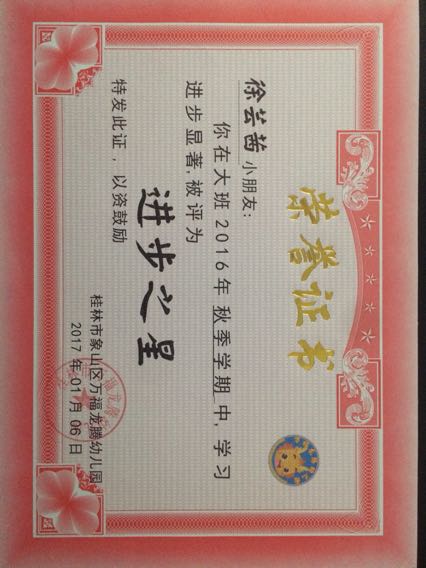 荣誉证书
徐芸茜小朋友：
你在大班2016年秋季学期中，学习
进步显著，被评为
进步之星
特发此证，以资鼓励
桂林市象山区万福龙腾幼儿园
2017年01月06日